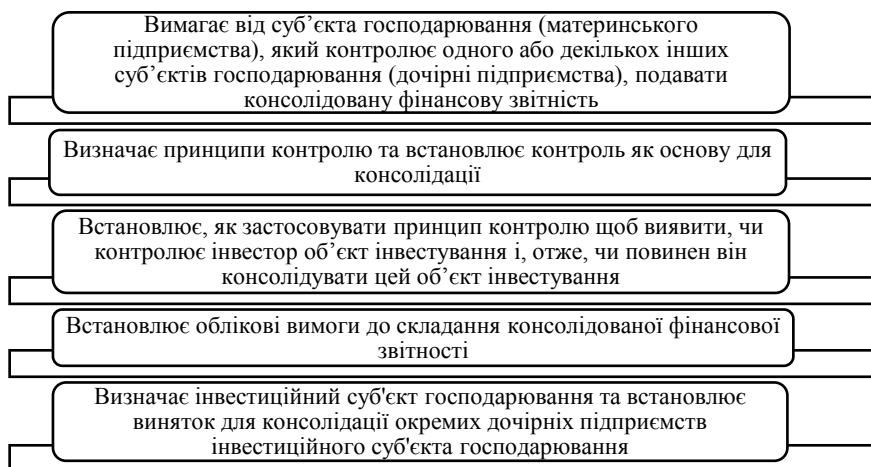 Вимагає від суб’єкта господарювання (материнського
підприємства), який контролює одного або декількох інших
суб’єктів господарювання (дочірні підприємства), подавати
консолідовану фінансову звітність
Визначає принципи контролю та встановлює контроль як основу для
консолідації
Встановлює, як застосовувати принцип контролю щоб виявити, чи
контролює інвестор об’єкт інвестування і, отже, чи повинен він
консолідувати цей об’єкт інвестування
Встановлює облікові вимоги до складання консолідованої фінансової
звітності
Визначає інвестиційний суб'єкт господарювання та встановлює
виняток для консолідації окремих дочірніх підприємств
інвестиційного суб'єкта господарювання